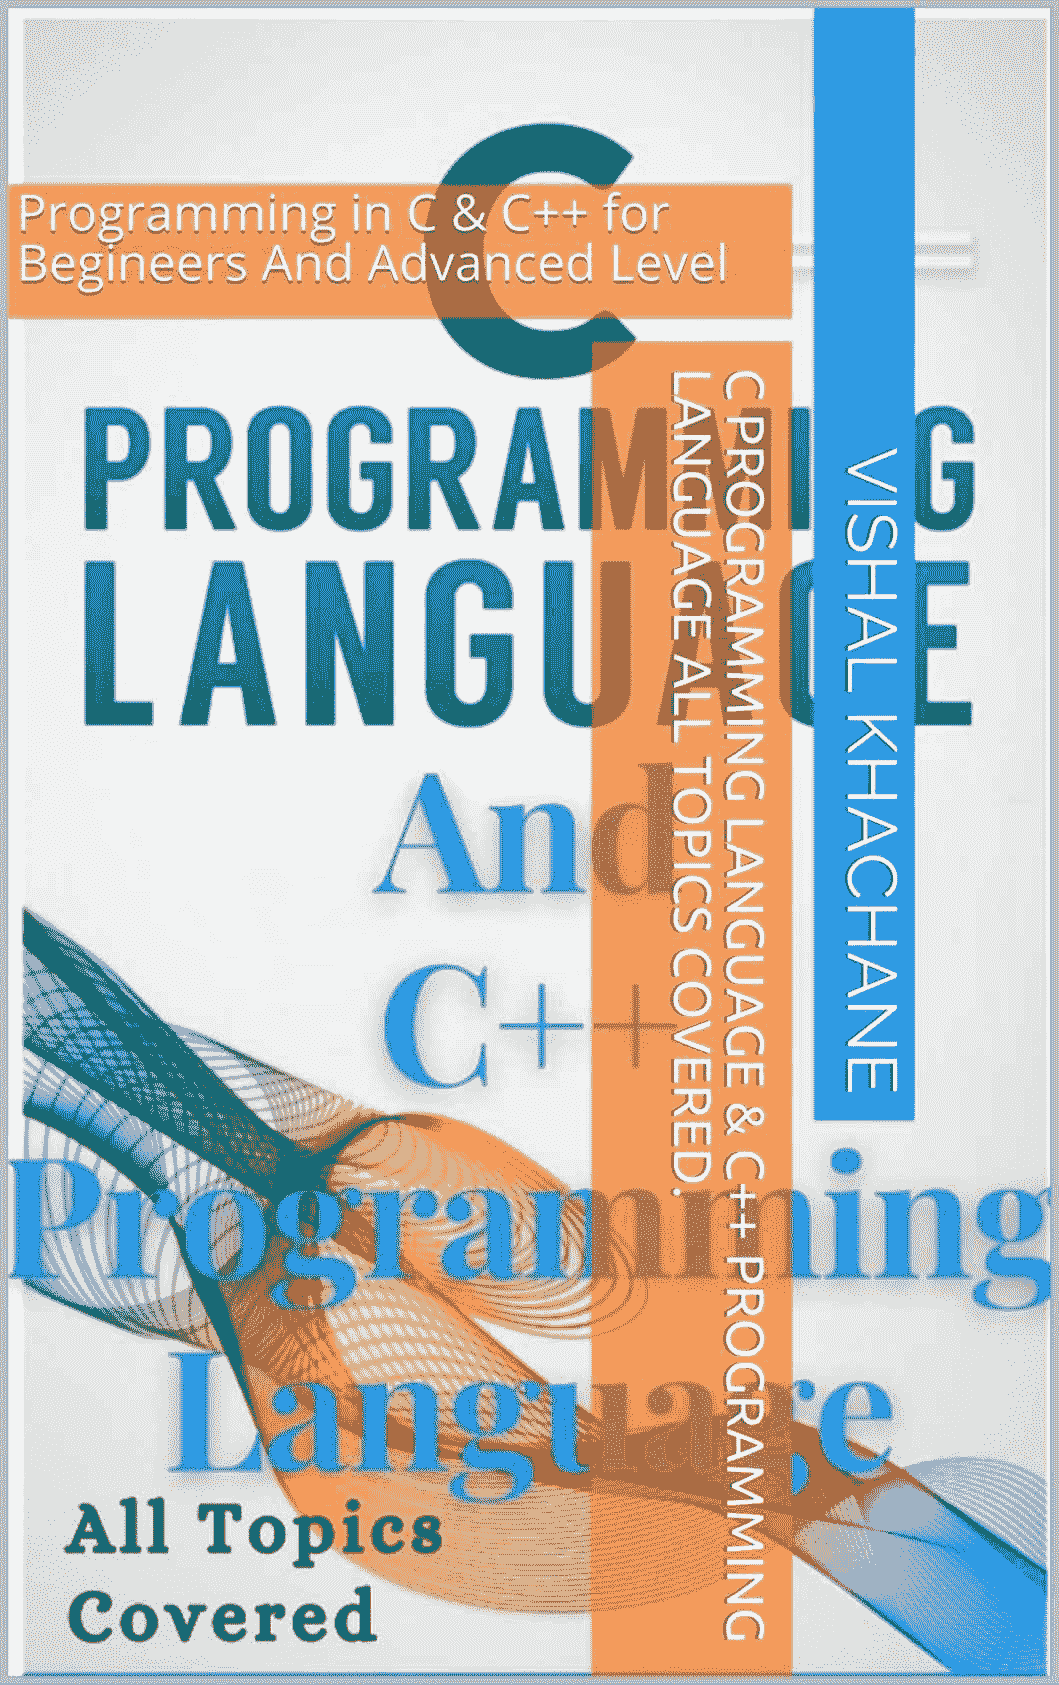 C
Programming in C & C++ for
Begineers And Advanced Level
PROGRAMMING
LANGUAGE
And
C++
Programming
Language
All Topics
Covered
C PROGRAMMING LANGUAGE & C++ PROGRAMMING
LANGUAGE ALL TOPICS COVERED.
VISHAL KHACHANE